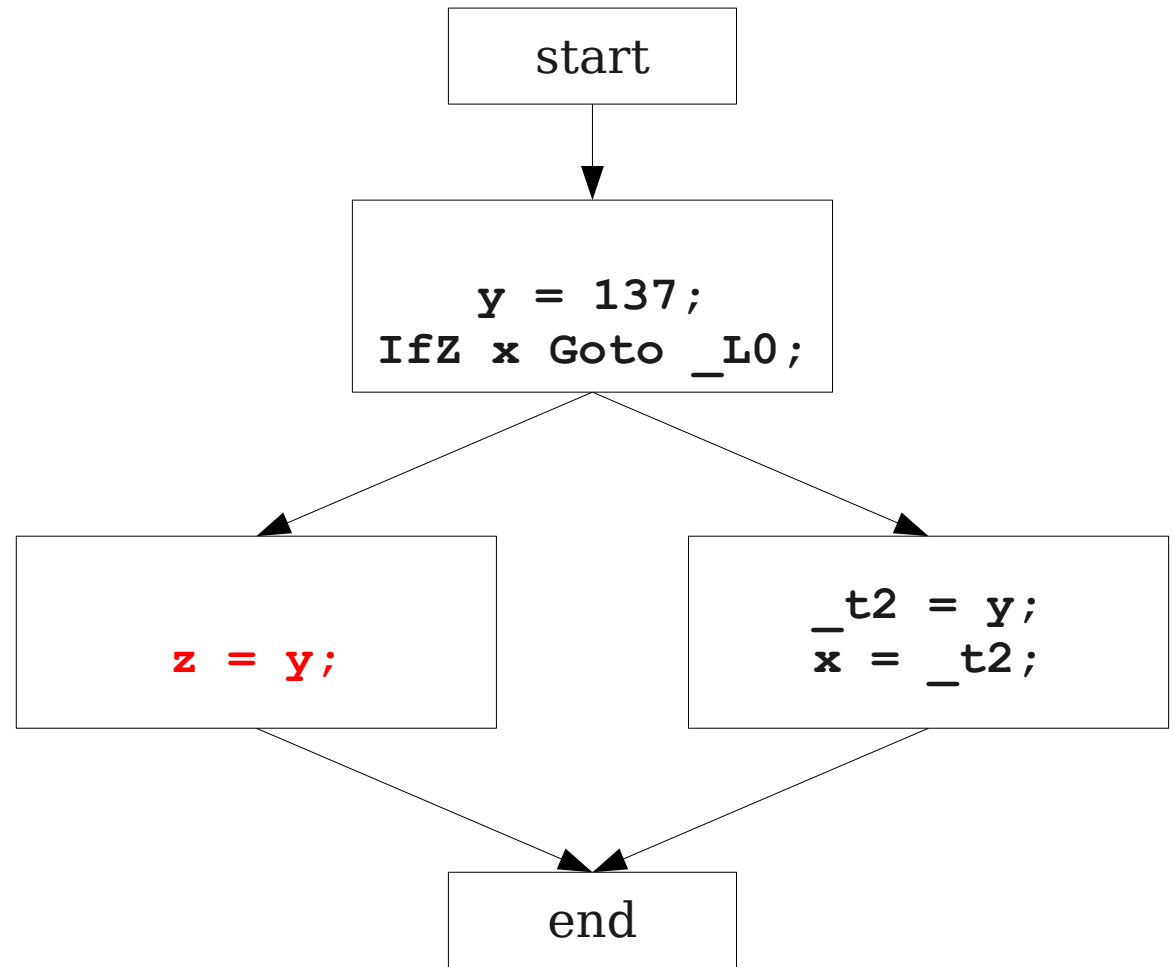 start
y = 137;
IfZ x Goto _L0;
z = y;
_t2 = y;
x = _t2;
end